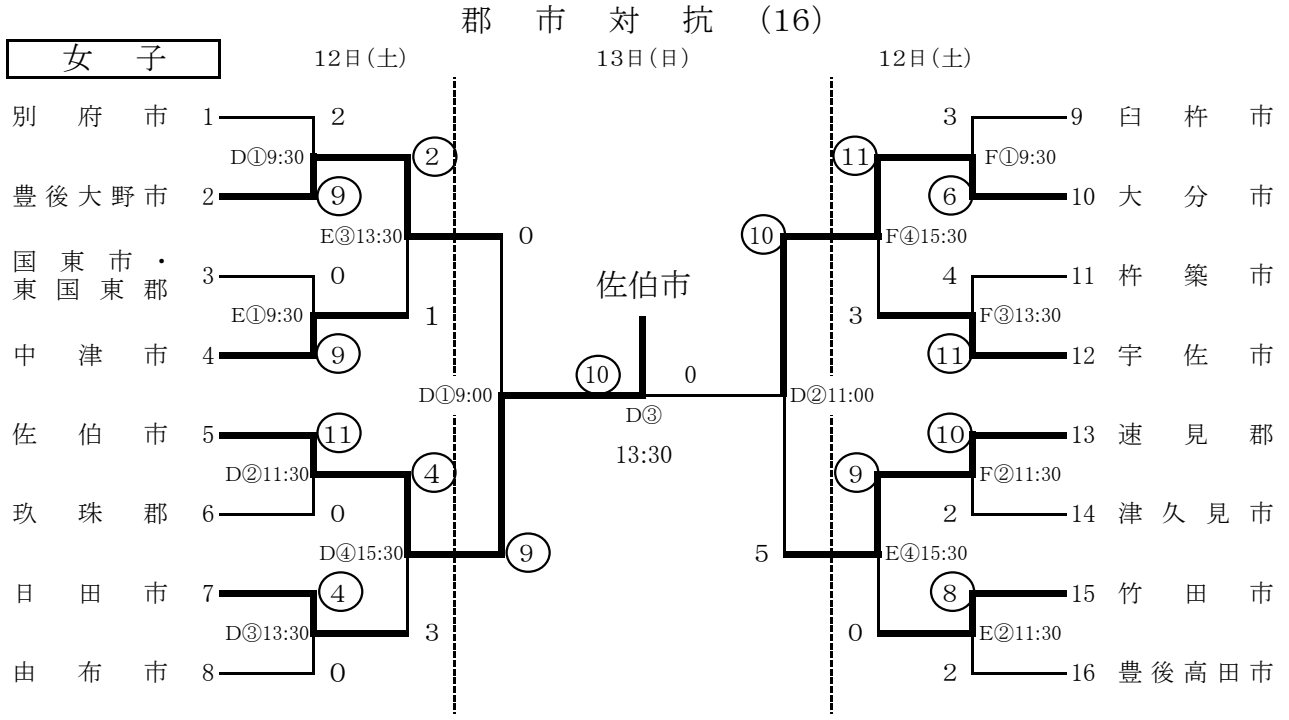 郡市対抗 (16)
女子 12日(土) 13日(日) 12日(土)
別府市 1 2 3 9 臼杵市
D①9:30 ② ⑪ F①9:30
豊後大野市 2 ⑨ ⑥ 10 大分市
E③13:30 0 ⑩ F④15:30
国東市・
東国東郡 3 0 4 11 杵築市
佐伯市
E①9:30 1 3 F③13:30
中津市 4 ⑨ ⑪ 12 宇佐市
D①9:00 ⑩ 0 D②11:00
D③
佐伯市 5 ⑪ ⑩ 13 速見郡
13:30
D②11:30 ④ ⑨ F②11:30
玖珠郡 6 0 2 14 津久見市
D④15:30 ⑨ 5 E④15:30
日田市 7 ④ ⑧ 15 竹田市
D③13:30 3 0 E②11:30
由布市 8 0 2 16 豊後高田市